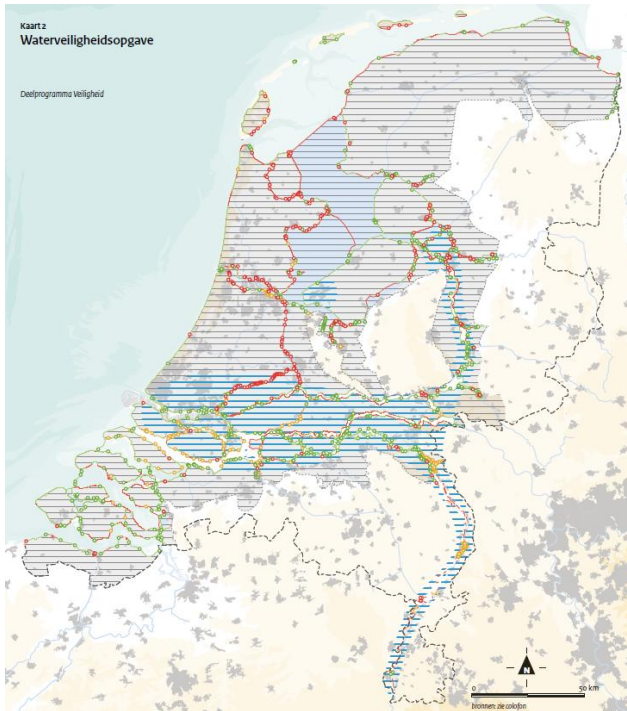 Kaart 2
Waterveiligheidsopgave
Deelprogramma Veiligheid
N
0 50 km
bronnen: zie colofon